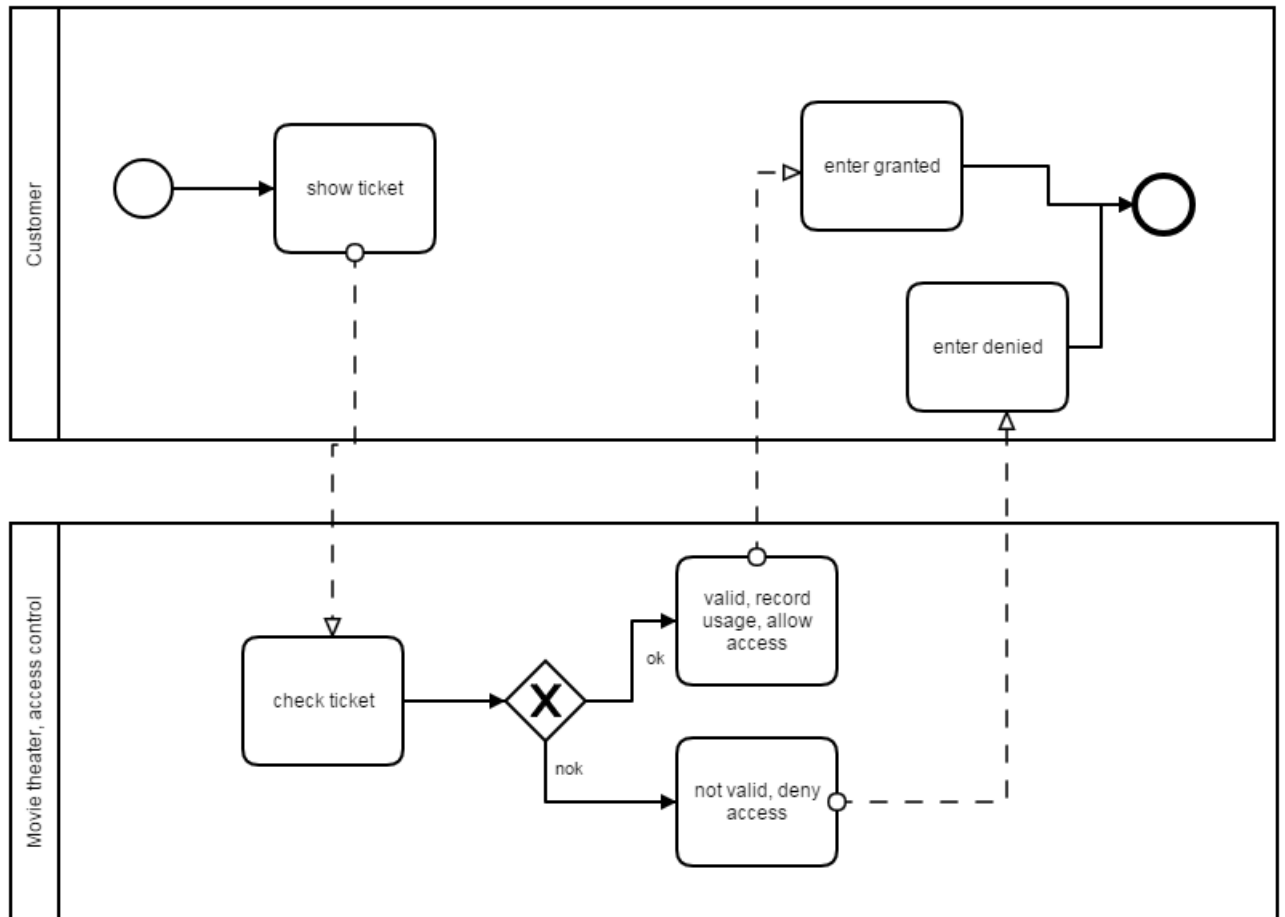 Customer
show ticket
enter granted
enter denied
Movie theater, access control
check ticket
ok
nok
valid, record
usage, allow
access
not valid, deny
access